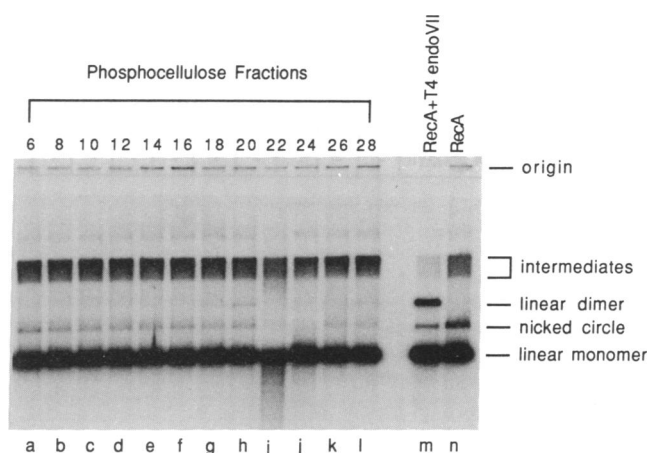 Phosphocellulose Fractions
6 8 10 12 14 16 18 20 22 24 26 28
RecA+T4 endoVII
RecA
origin
intermediates
linear dimer
nicked circle
linear monomer
a b c d e f g h i j k l m n